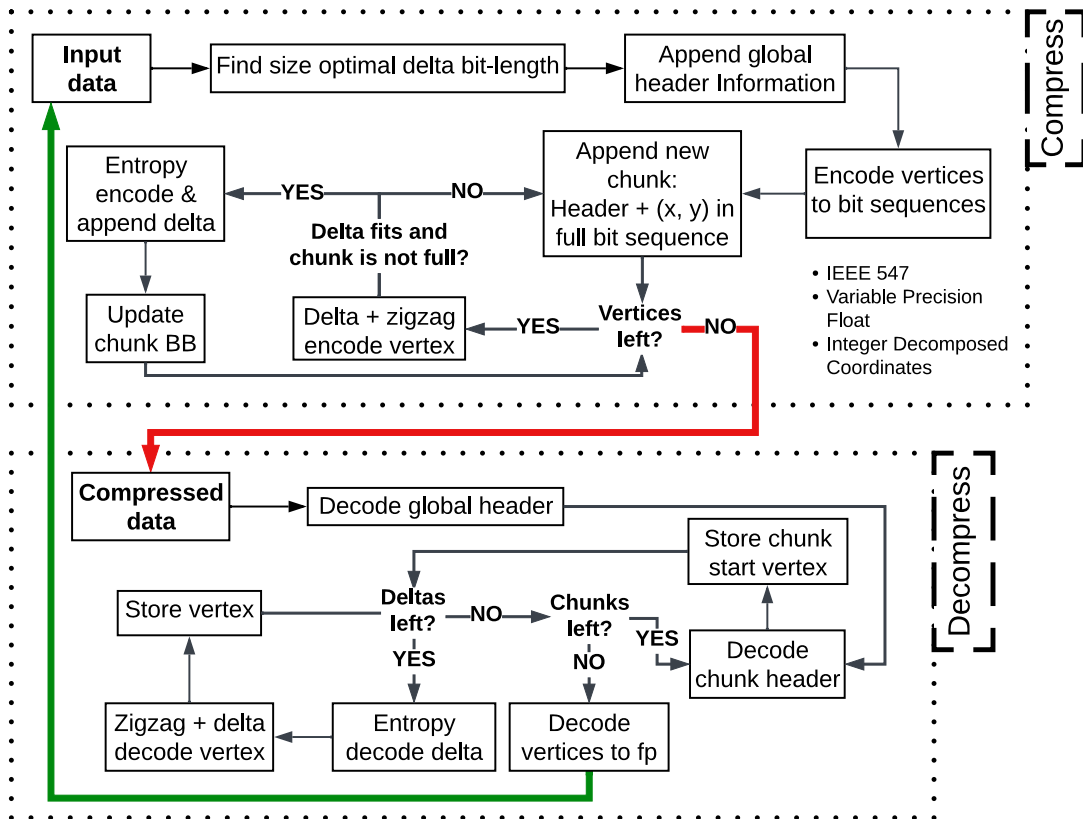 Compress
Input
data
Find size optimal delta bit-length
Append global
header Information
Entropy
encode &
append delta
YES
NO
Append new
chunk:
Header + (x, y) in
full bit sequence
Encode vertices
to bit sequences
Delta fits and
chunk is not full?
Update
chunk BB
Delta + zigzag
encode vertex
YES
Vertices
left?
NO
• IEEE 547
• Variable Precision
Float
• Integer Decomposed
Coordinates
Decompress
Compressed
data
Decode global header
Store chunk
start vertex
Store vertex
Deltas
left?
NO
Chunks
left?
YES
Decode
chunk header
YES
NO
Zigzag + delta
decode vertex
Entropy
decode delta
Decode
vertices to fp